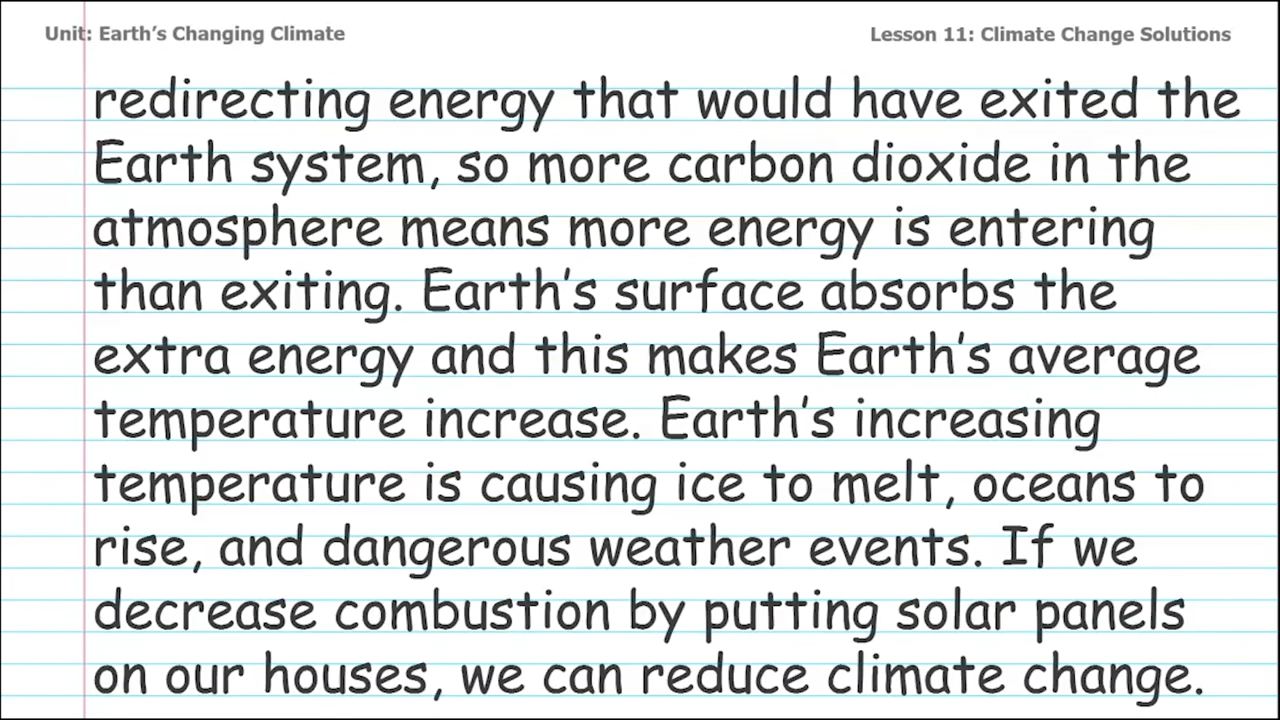 Unit: Earth's Changing Climate
Lesson 11: Climate Change Solutions
redirecting energy that would have exited the
Earth system, so more carbon dioxide in the
atmosphere means more energy is entering
than exiting. Earth's surface absorbs the
extra energy and this makes Earth's average
temperature increase. Earth's increasing
temperature is causing ice to melt, oceans to
rise, and dangerous weather events. If we
decrease combustion by putting solar panels
on our houses, we can reduce climate change.